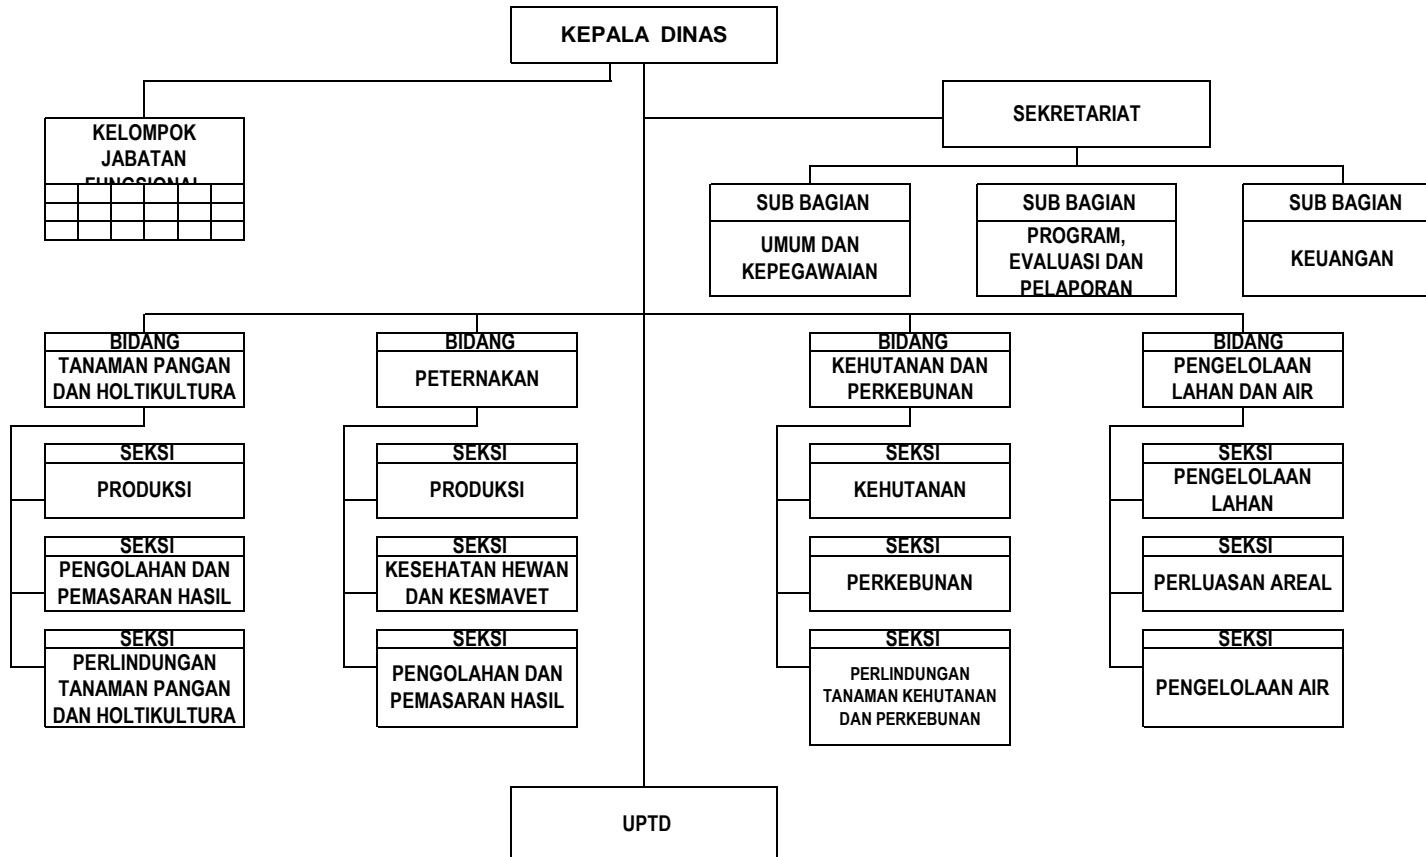 KEPALA DINAS
SEKRETARIAT
KELOMPOK
JABATAN
FUNGSIONAL
SUB BAGIAN
UMUM DAN
KEPEGAWAIAN
SUB BAGIAN
PROGRAM,
EVALUASI DAN
PELAPORAN
SUB BAGIAN
KEUANGAN
BIDANG
TANAMAN PANGAN
DAN HOLTIKULTURA
SEKSI
PRODUKSI
SEKSI
PENGOLAHAN DAN
PEMASARAN HASIL
SEKSI
PERLINDUNGAN
TANAMAN PANGAN
DAN HOLTIKULTURA
BIDANG
PETERNAKAN
SEKSI
PRODUKSI
SEKSI
KESEHATAN HEWAN
DAN KESMAVET
SEKSI
PENGOLAHAN DAN
PEMASARAN HASIL
BIDANG
KEHUTANAN DAN
PERKEBUNAN
SEKSI
KEHUTANAN
SEKSI
PERKEBUNAN
SEKSI
PERLINDUNGAN
TANAMAN KEHUTANAN
DAN PERKEBUNAN
BIDANG
PENGELOLAAN
LAHAN DAN AIR
SEKSI
PENGELOLAAN
LAHAN
SEKSI
PERLUASAN AREAL
SEKSI
PENGELOLAAN AIR
UPTD